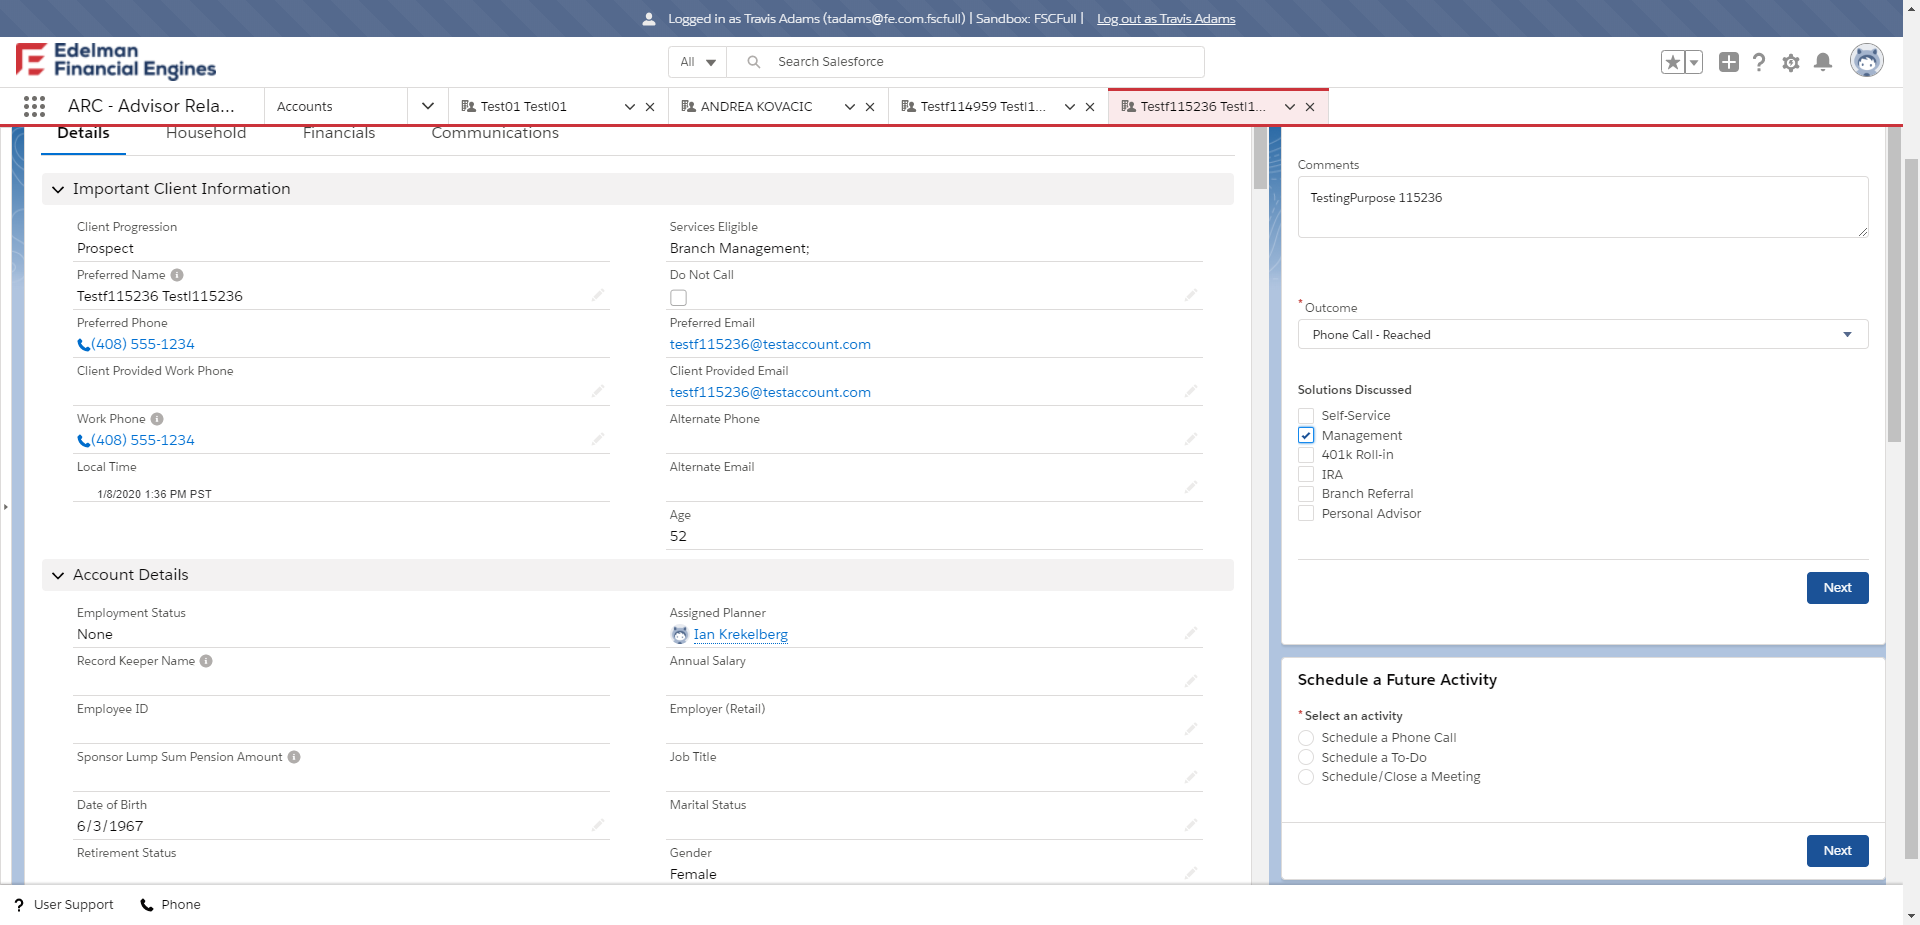 Logged in as Travis Adams (tadams@fe.com.fscfull) | Sandbox: FSCFull | Log out as Travis Adams
Edelman
Financial Engines
All
Search Salesforce
ARC - Advisor Rela...
Accounts
Test01 Testl01
ANDREA KOVACIC
Testf114959 Testl1...
Testf115236 Testl1...
Details
Household
Financials
Communications
Important Client Information
Client Progression
Prospect
Services Eligible
Branch Management;
Preferred Name
Testf115236 Testl115236
Do Not Call
Preferred Phone
(408) 555-1234
Preferred Email
testf115236@testaccount.com
Client Provided Work Phone
Client Provided Email
testf115236@testaccount.com
Work Phone
(408) 555-1234
Alternate Phone
Local Time
1/8/2020 1:36 PM PST
Alternate Email
Age
52
Account Details
Employment Status
None
Assigned Planner
Ian Krekelberg
Record Keeper Name
Annual Salary
Employee ID
Employer (Retail)
Sponsor Lump Sum Pension Amount
Job Title
Date of Birth
6/3/1967
Marital Status
Retirement Status
Gender
Female
Comments
TestingPurpose 115236
*Outcome
Phone Call - Reached
Solutions Discussed
Self-Service
Management
401k Roll-in
IRA
Branch Referral
Personal Advisor
Next
Schedule a Future Activity
*Select an activity
Schedule a Phone Call
Schedule a To-Do
Schedule/Close a Meeting
Next
? User Support
Phone